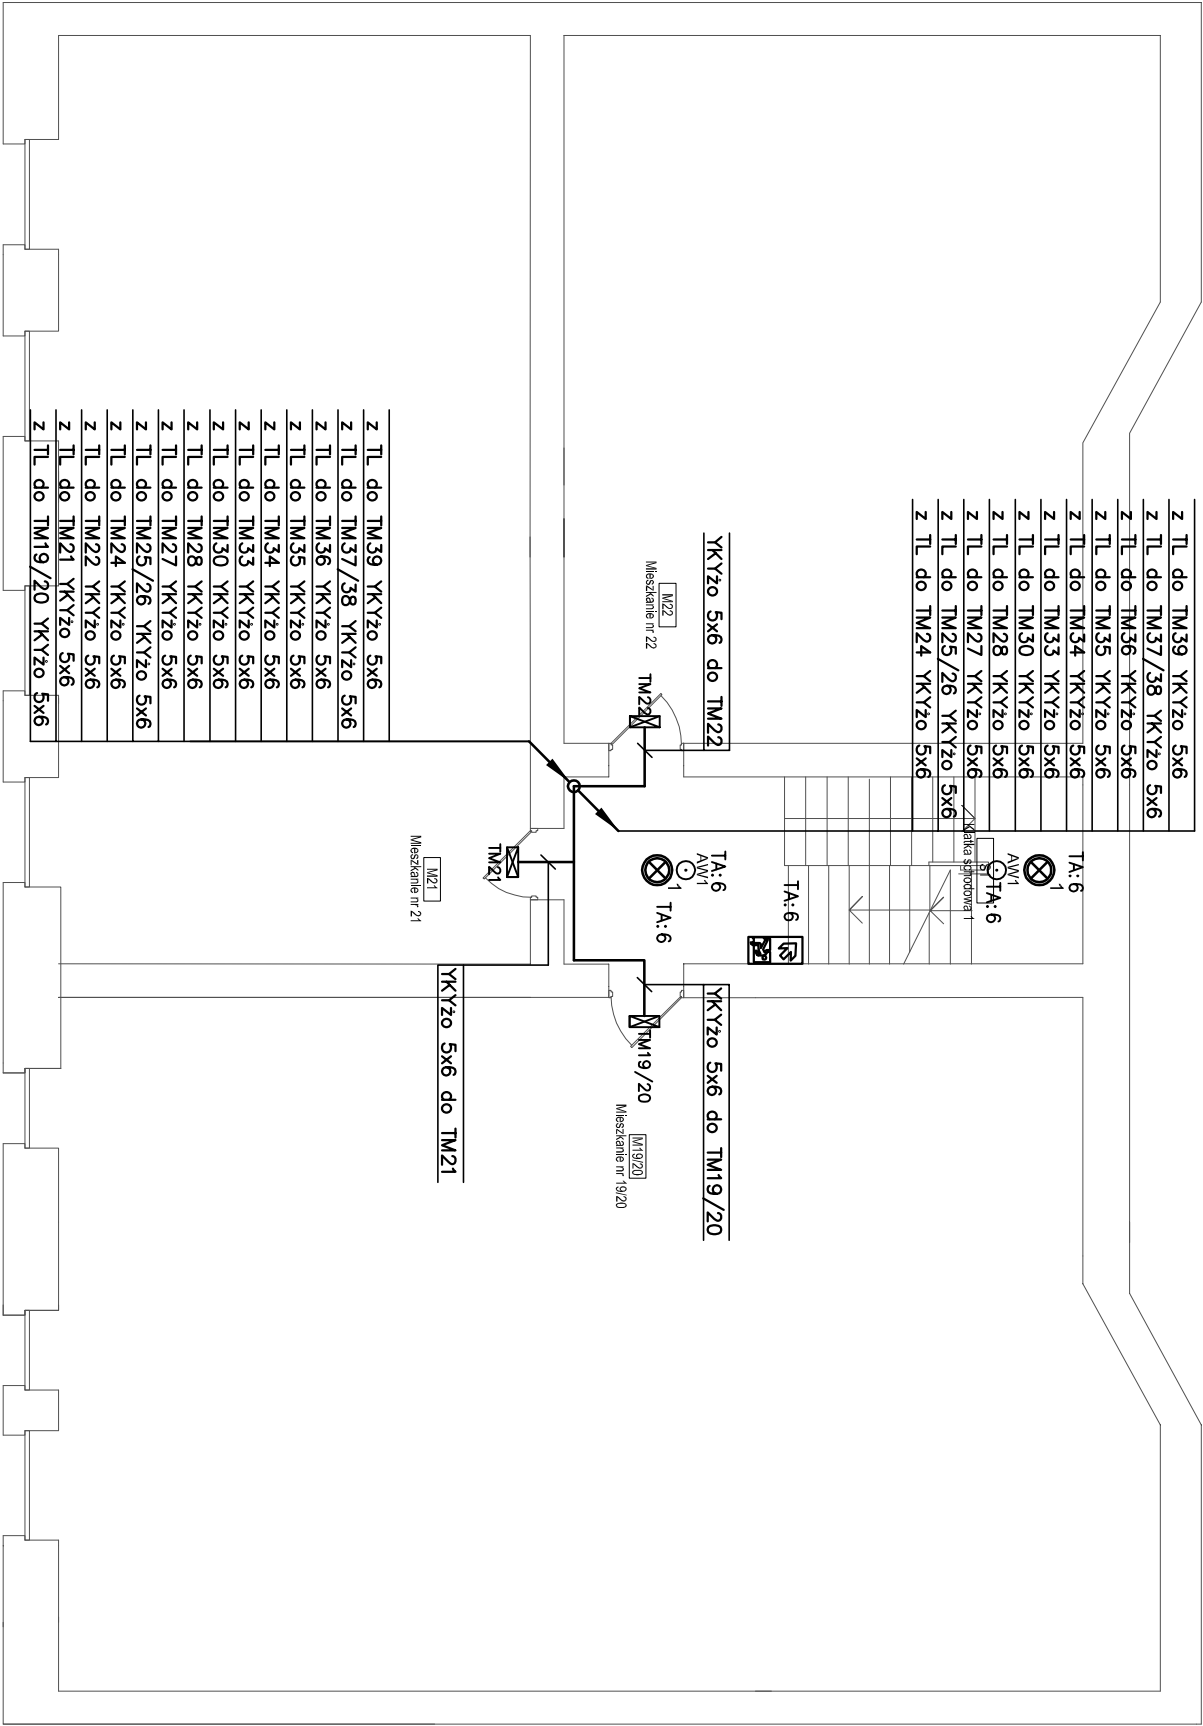 z TL do TM39 YKYżo 5x6
z TL do TM37/38 YKYżo 5x6
z TL do TM36 YKYżo 5x6
z TL do TM35 YKYżo 5x6
z TL do TM34 YKYżo 5x6
z TL do TM33 YKYżo 5x6
z TL do TM30 YKYżo 5x6
z TL do TM28 YKYżo 5x6
z TL do TM27 YKYżo 5x6
z TL do TM25/26 YKYżo 5x6
z TL do TM24 YKYżo 5x6
TA:6
1
AW1
TA:6
Klatka schodowa 1
TA:6
TA:6
AW1
1
TA:6
YKYżo 5x6 do TM22
M22
Mieszkanie nr 22
TM22
YKYżo 5x6 do TM19/20
TM19/20
M19/20
Mieszkanie nr 19/20
TM21
M21
Mieszkanie nr 21
YKYżo 5x6 do TM21
z TL do TM39 YKYżo 5x6
z TL do TM37/38 YKYżo 5x6
z TL do TM36 YKYżo 5x6
z TL do TM35 YKYżo 5x6
z TL do TM34 YKYżo 5x6
z TL do TM33 YKYżo 5x6
z TL do TM30 YKYżo 5x6
z TL do TM28 YKYżo 5x6
z TL do TM27 YKYżo 5x6
z TL do TM25/26 YKYżo 5x6
z TL do TM24 YKYżo 5x6
z TL do TM22 YKYżo 5x6
z TL do TM21 YKYżo 5x6
z TL do TM19/20 YKYżo 5x6